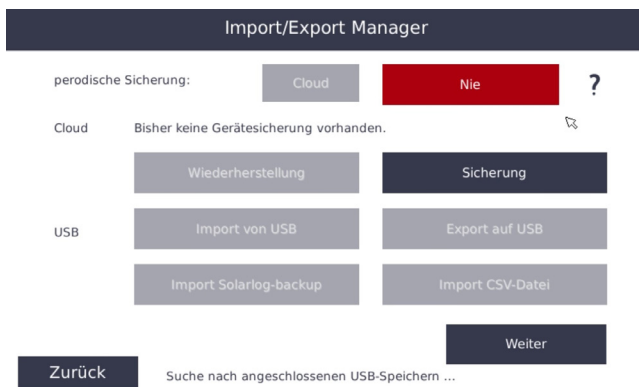 Import/Export Manager
perodische Sicherung:
Cloud
Nie
?
Cloud
Bisher keine Gerätesicherung vorhanden.
Wiederherstellung
Sicherung
USB
Import von USB
Export auf USB
Import Solarlog-backup
Import CSV-Datei
Weiter
Zurück
Suche nach angeschlossenen USB-Speichern ...